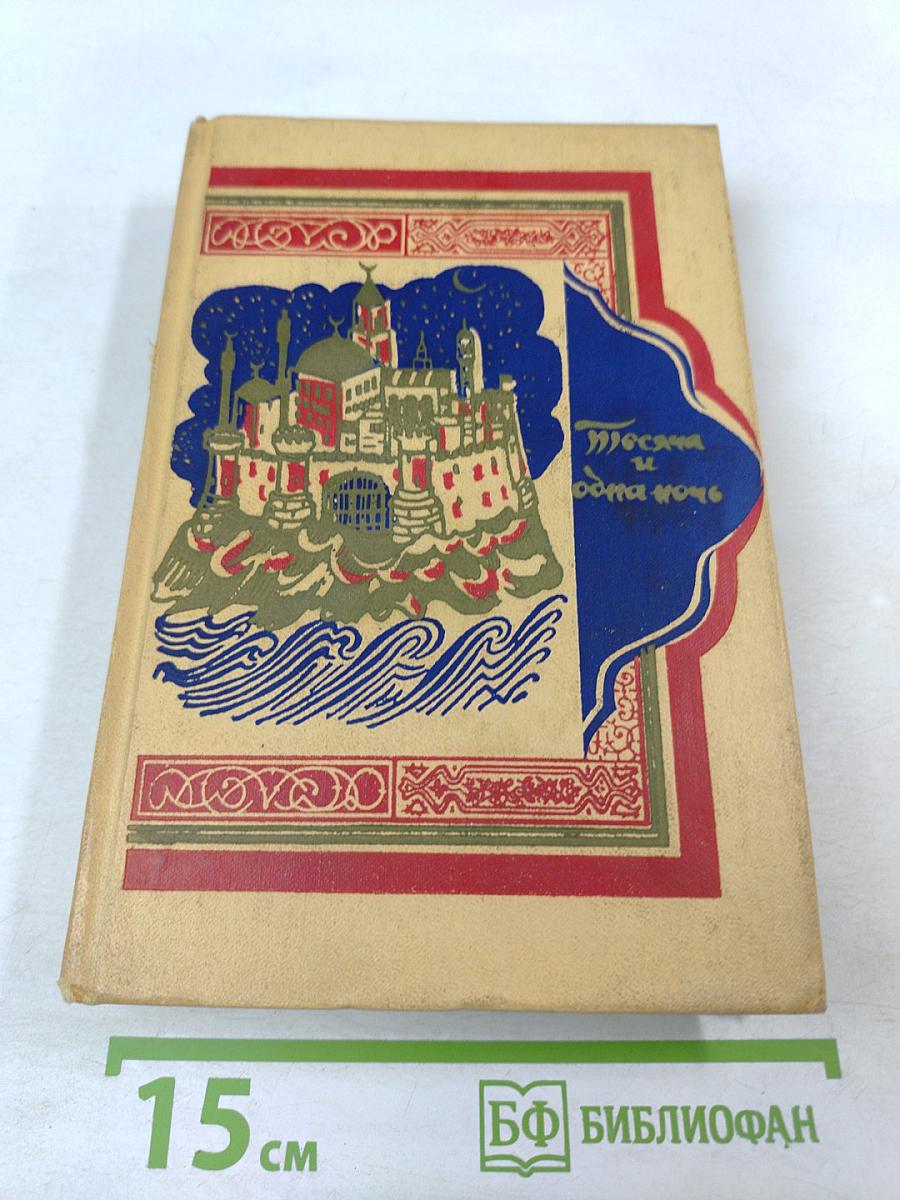 Тысяча
и
одна ночь
15 см
БФ БИБЛИОФАН